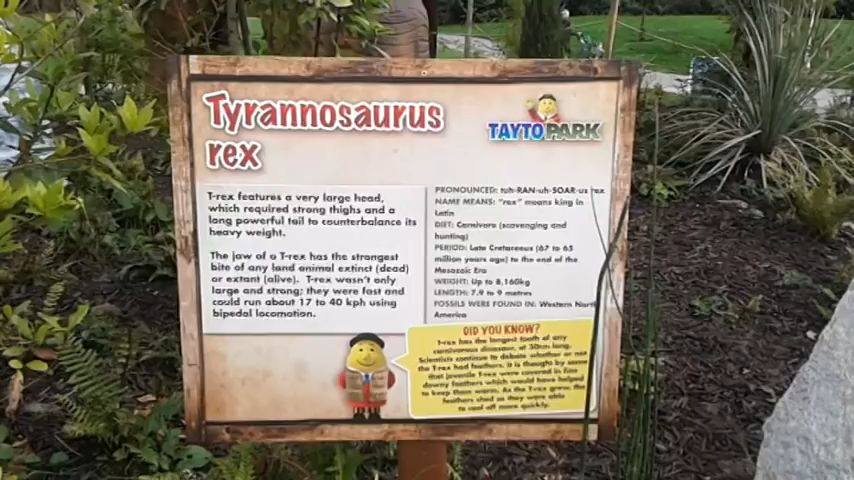 Tyrannosaurus
rex
TAYTO PARK
T-rex features a very large head,
which required strong thighs and a
long powerful tail to counterbalance its
heavy weight.
The jaw of a T-rex has the strongest
bite of any land animal extinct (dead)
or extant (alive). T-rex wasn't only
large and strong; they were fast and
could run about 17 to 40 kph using
bipedal locomotion.
PRONOUNCED: tuh-RAN-uh-SOAR-us rex
NAME MEANS: "rex" means king in
Latin
DIET: Carnivore (scavenging and
hunting)
PERIOD: Late Cretaceous (67 to 65
million years ago) to the end of the
Mesozoic Era
WEIGHT: Up to 8,160kg
LENGTH: 7.9 to 9 metres
FOSSILS WERE FOUND IN: Western North
America
DID YOU KNOW?
T-rex has the longest tooth of any
carnivorous dinosaur, at 30cm long.
Scientists continue to debate whether or not
T-rex had feathers. It is thought by some
that juvenile T-rex were covered in fine
downy feathers which would have helped
to keep them warm. As the T-rex grew, the
feathers shed as they were able
to cool off more quickly.